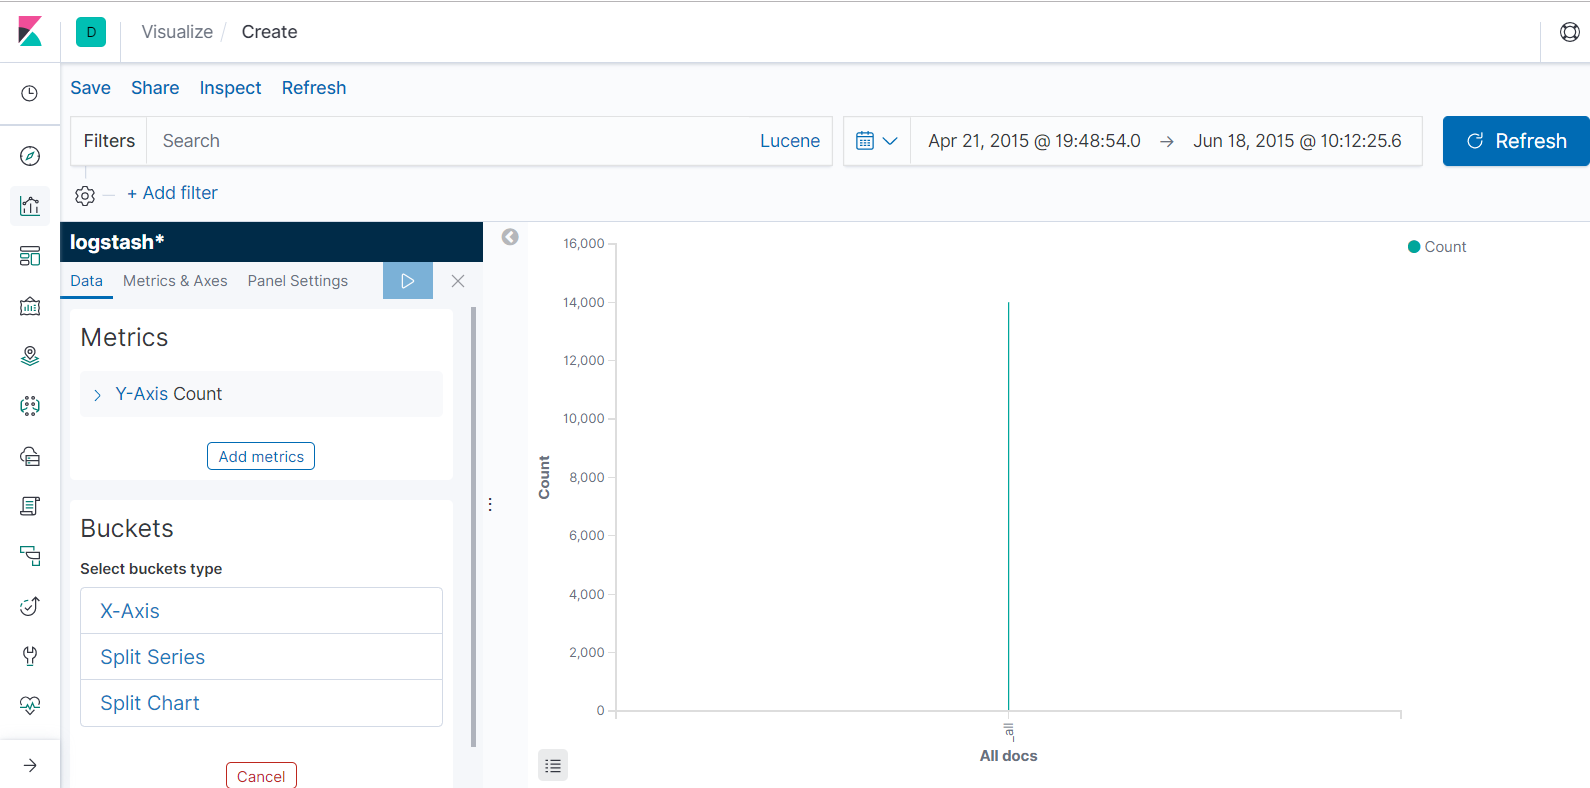 D Visualize / Create
Save Share Inspect Refresh
Filters Search Lucene Apr 21, 2015 @ 19:48:54.0 → Jun 18, 2015 @ 10:12:25.6 Refresh
+ Add filter
logstash*
Data Metrics & Axes Panel Settings
Metrics
Y-Axis Count
Add metrics
Buckets
Select buckets type
X-Axis
Split Series
Split Chart
Cancel
16,000
14,000
12,000
10,000
8,000
6,000
4,000
2,000
0
Count
_all
All docs
Count